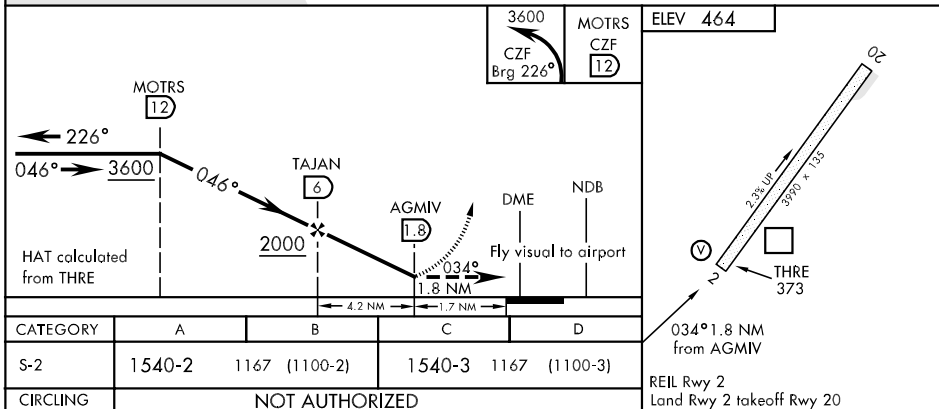 3600
CZF
Brg 226°
MOTRS
CZF
12
ELEV 464
MOTRS
12
226°
046°
3600
046°
TAJAN
6
2000
AGMIV
1.8
DME
NDB
HAT calculated
from THRE
Fly visual to airport
034°
1.8 NM
4.2 NM
1.7 NM
20
2.3% UP
3990 x 135
V
2
THRE
373
034° 1.8 NM
from AGMIV
REIL Rwy 2
Land Rwy 2 takeoff Rwy 20
CATEGORY A B C D
S-2 1540-2 1167 (1100-2) 1540-3 1167 (1100-3)
CIRCLING NOT AUTHORIZED